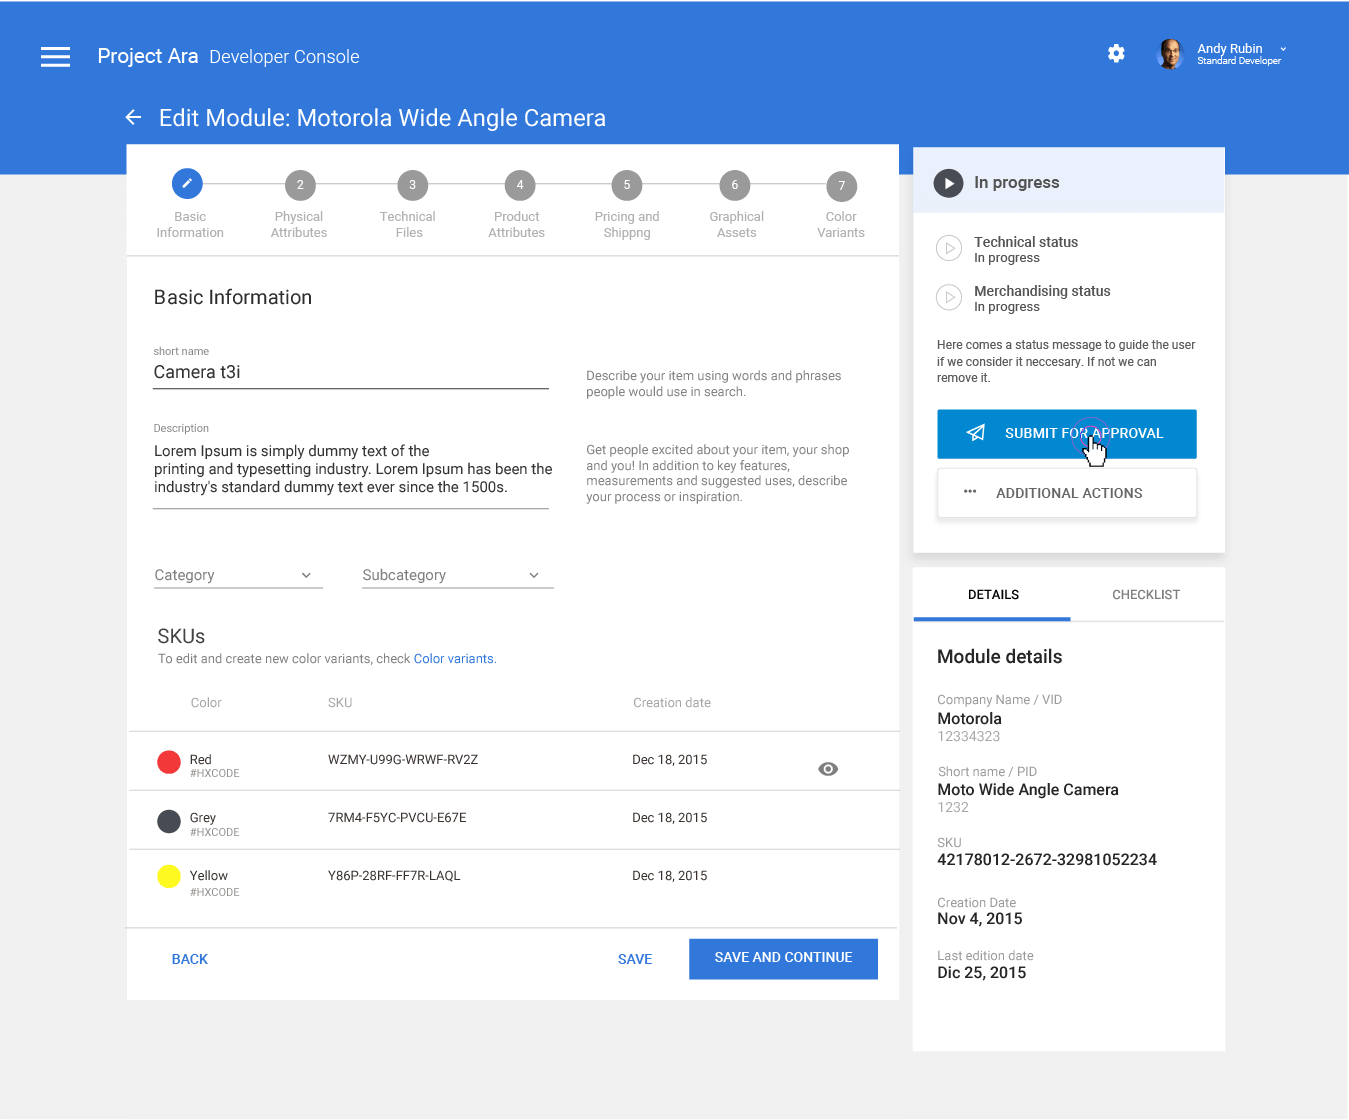 Project Ara Developer Console
Andy Rubin
Standard Developer
Edit Module: Motorola Wide Angle Camera
2
3
4
5
6
7
Basic
Information
Physical
Attributes
Technical
Files
Product
Attributes
Pricing and
Shippng
Graphical
Assets
Color
Variants
Basic Information
short name
Camera t3i
Describe your item using words and phrases
people would use in search.
Description
Lorem Ipsum is simply dummy text of the
printing and typesetting industry. Lorem Ipsum has been the
industry's standard dummy text ever since the 1500s.
Get people excited about your item, your shop
and you! In addition to key features,
measurements and suggested uses, describe
your process or inspiration.
Category
Subcategory
SKUs
To edit and create new color variants, check Color variants.
Color SKU Creation date
Red WZMY-U99G-WRWF-RV2Z Dec 18, 2015
#HXCODE
Grey 7RM4-F5YC-PVCU-E67E Dec 18, 2015
#HXCODE
Yellow Y86P-28RF-FF7R-LAQL Dec 18, 2015
#HXCODE
BACK
SAVE
SAVE AND CONTINUE
In progress
Technical status
In progress
Merchandising status
In progress
Here comes a status message to guide the user
if we consider it neccesary. If not we can
remove it.
SUBMIT FOR APPROVAL
ADDITIONAL ACTIONS
DETAILS
CHECKLIST
Module details
Company Name / VID
Motorola
12334323
Short name / PID
Moto Wide Angle Camera
1232
SKU
42178012-2672-32981052234
Creation Date
Nov 4, 2015
Last edition date
Dic 25, 2015